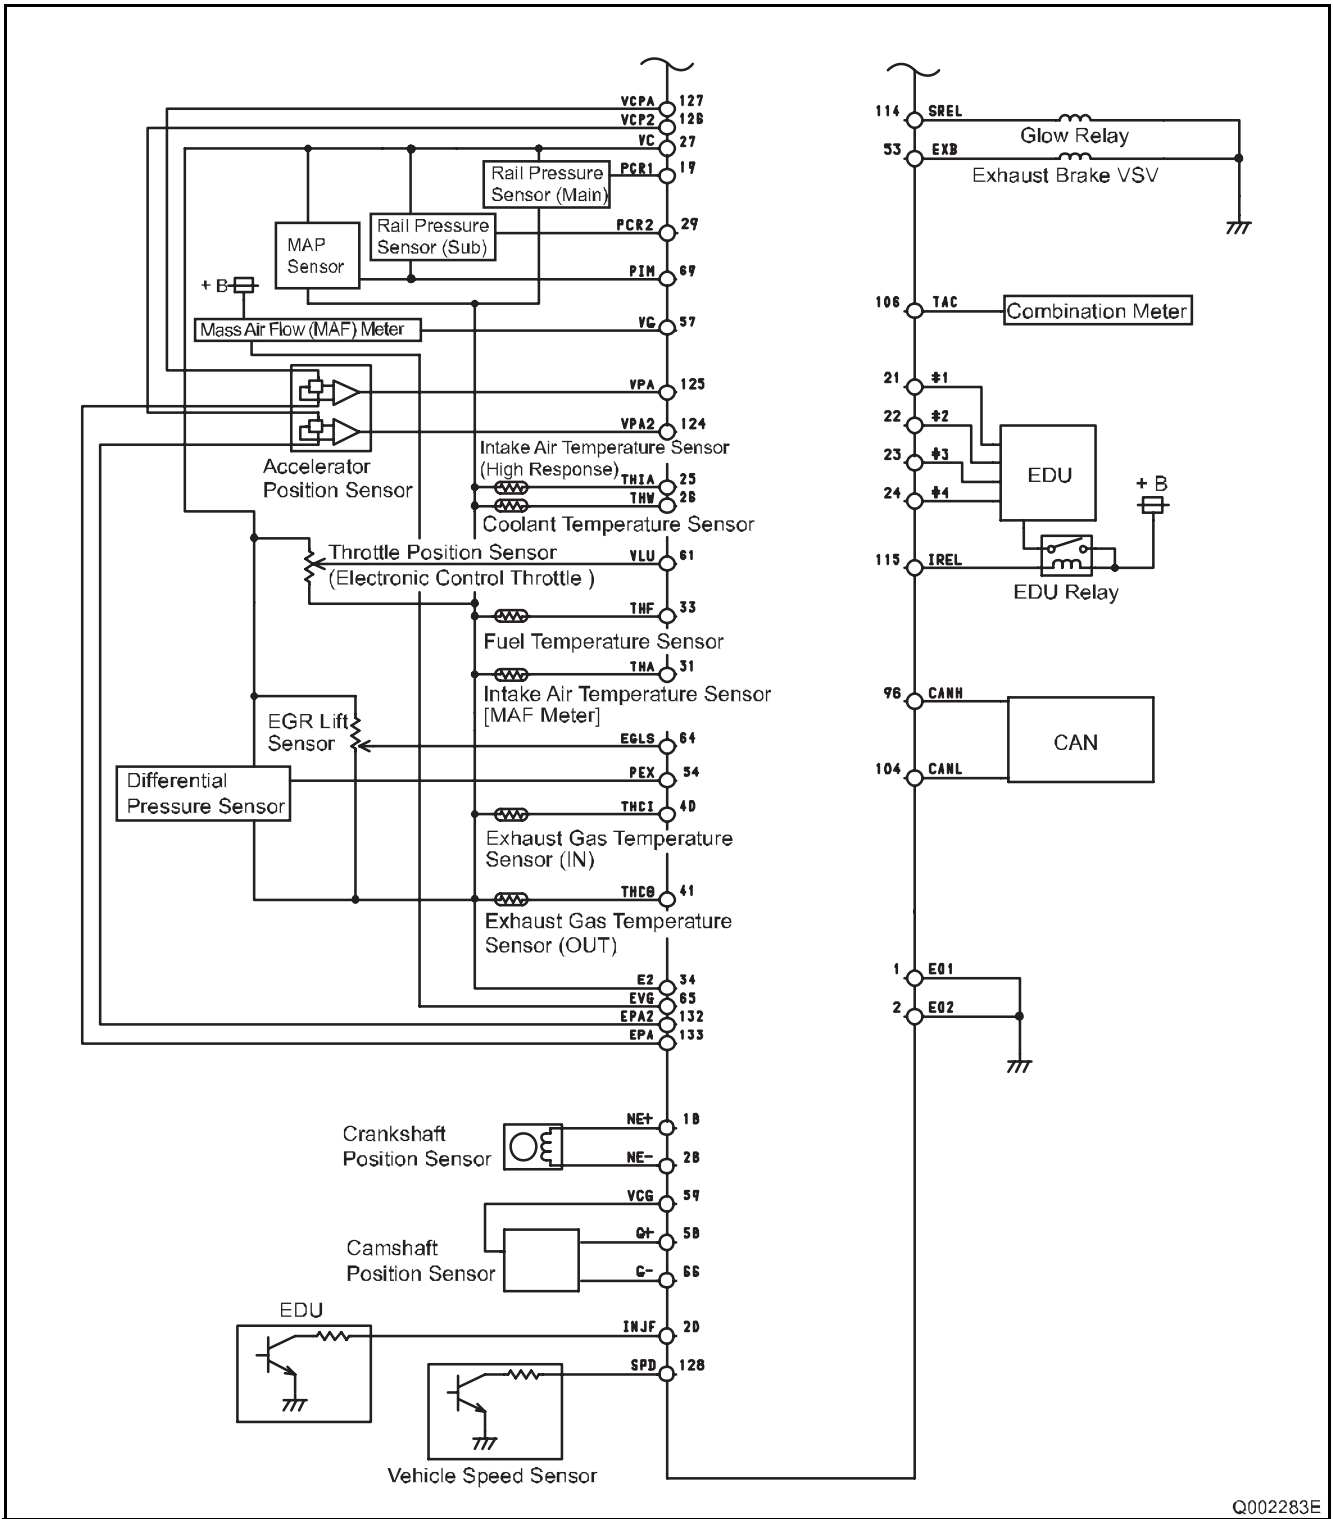 VCPA 127
VCP2 126
VC 27
Rail Pressure
Sensor (Main)
PCR1 19
Rail Pressure
Sensor (Sub)
PCR2 29
MAP
Sensor
PIM 69
+ B
Mass Air Flow (MAF) Meter
VG 57
VPA 125
VPA2 124
Accelerator
Position Sensor
Intake Air Temperature Sensor
(High Response)
THIA 25
THW 26
Coolant Temperature Sensor
Throttle Position Sensor
(Electronic Control Throttle )
VLU 61
THF 33
Fuel Temperature Sensor
THA 31
Intake Air Temperature Sensor
[MAF Meter]
EGR Lift
Sensor
EGLS 64
Differential
Pressure Sensor
PEX 54
THCI 40
Exhaust Gas Temperature
Sensor (IN)
THCO 41
Exhaust Gas Temperature
Sensor (OUT)
E2 34
EVG 65
EPA2 132
EPA 133
Crankshaft
Position Sensor
NE+ 18
NE- 28
VCG 59
Camshaft
Position Sensor
G+ 58
G- 66
EDU
INJF 20
SPD 128
Vehicle Speed Sensor
114 SREL
Glow Relay
53 EXB
Exhaust Brake VSV
106 TAC
Combination Meter
21 #1
22 #2
23 #3
24 #4
EDU
+ B
115 IREL
EDU Relay
96 CANH
CAN
104 CANL
1 E01
2 E02
Q002283E